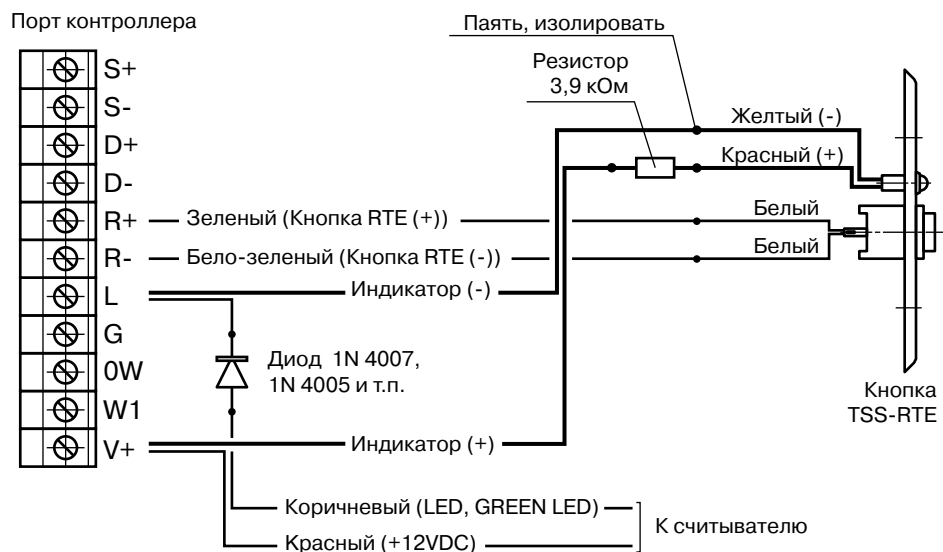 Порт контроллера
Паять, изолировать
Резистор
3,9 кОм
S+
S-
D+
D-
R+
R-
L
G
0W
W1
V+
Желтый (-)
Красный (+)
Белый
Белый
Зеленый (Кнопка RTE (+))
Бело-зеленый (Кнопка RTE (-))
Индикатор (-)
Диод 1N 4007,
1N 4005 и т.п.
Кнопка
TSS-RTE
Индикатор (+)
Коричневый (LED, GREEN LED)
Красный (+12VDC)
К считывателю